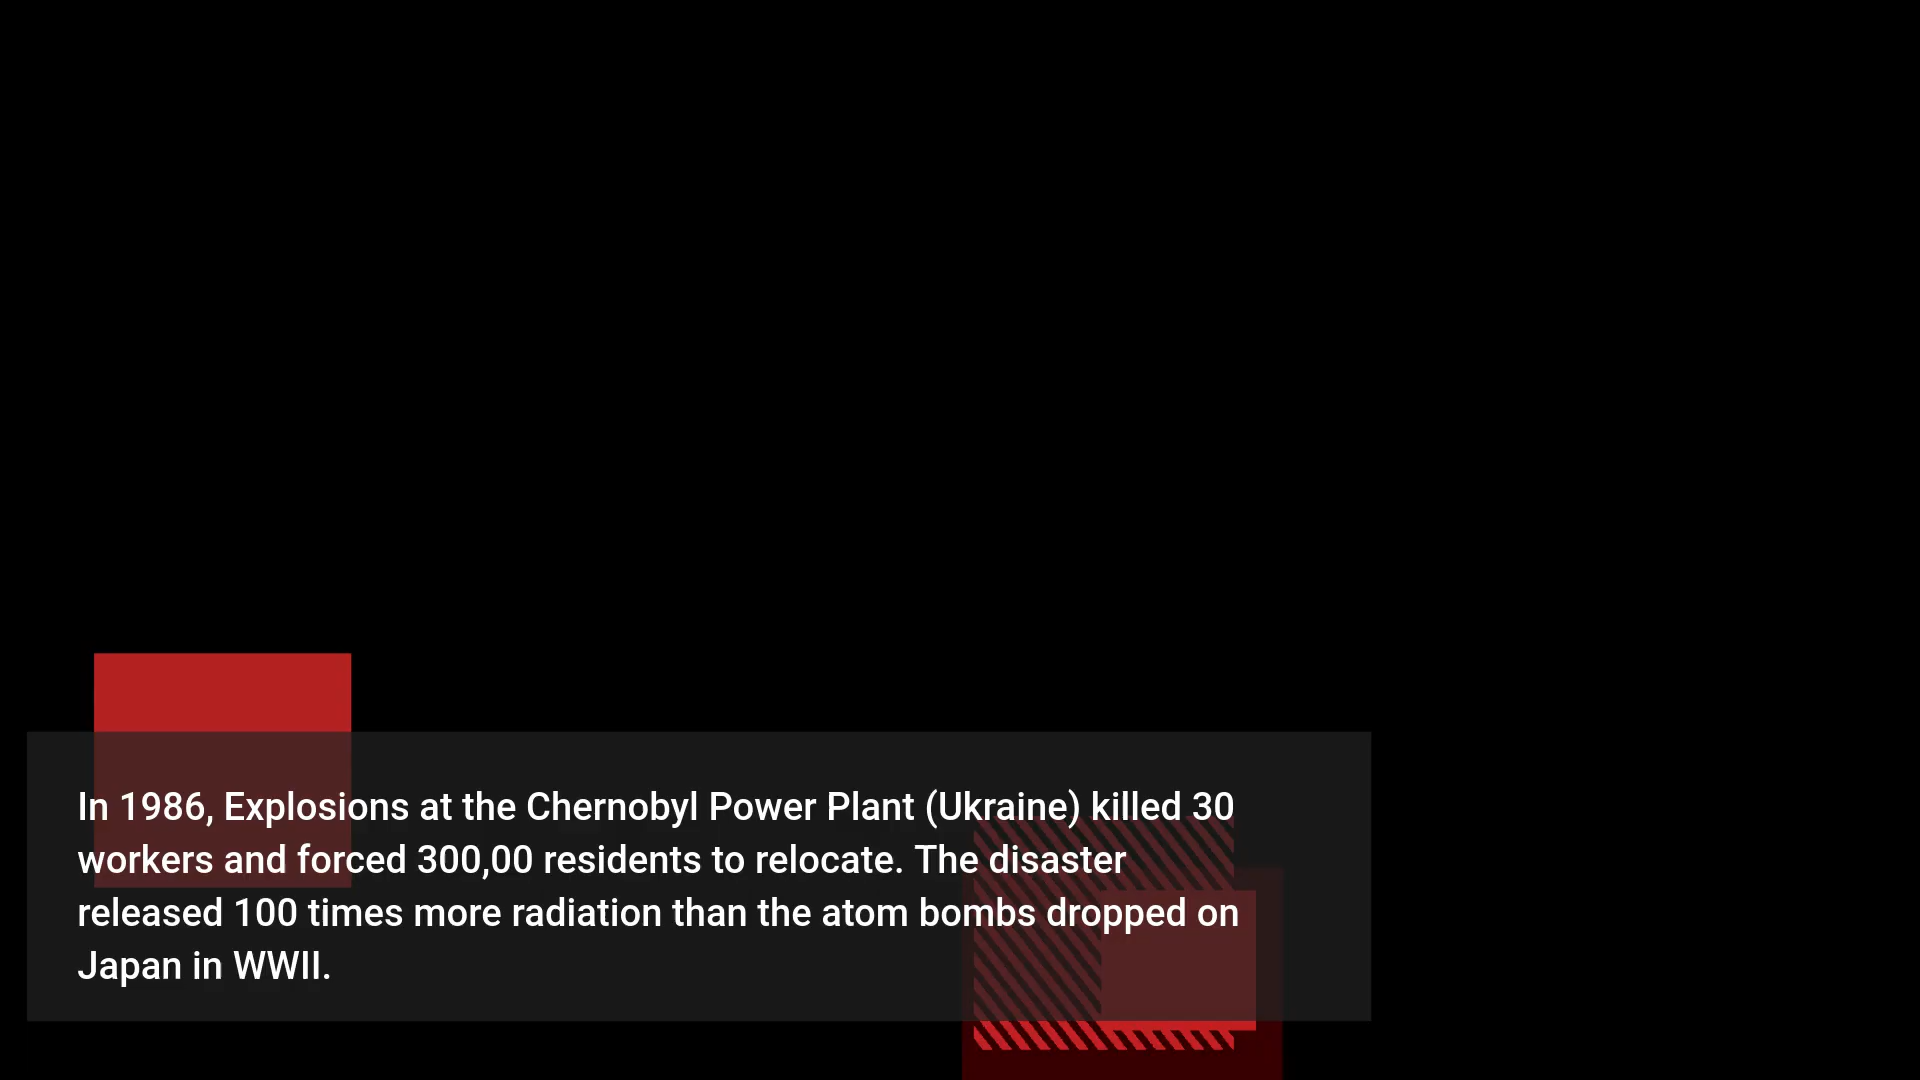 In 1986, Explosions at the Chernobyl Power Plant (Ukraine) killed 30
workers and forced 300,00 residents to relocate. The disaster
released 100 times more radiation than the atom bombs dropped on
Japan in WWII.